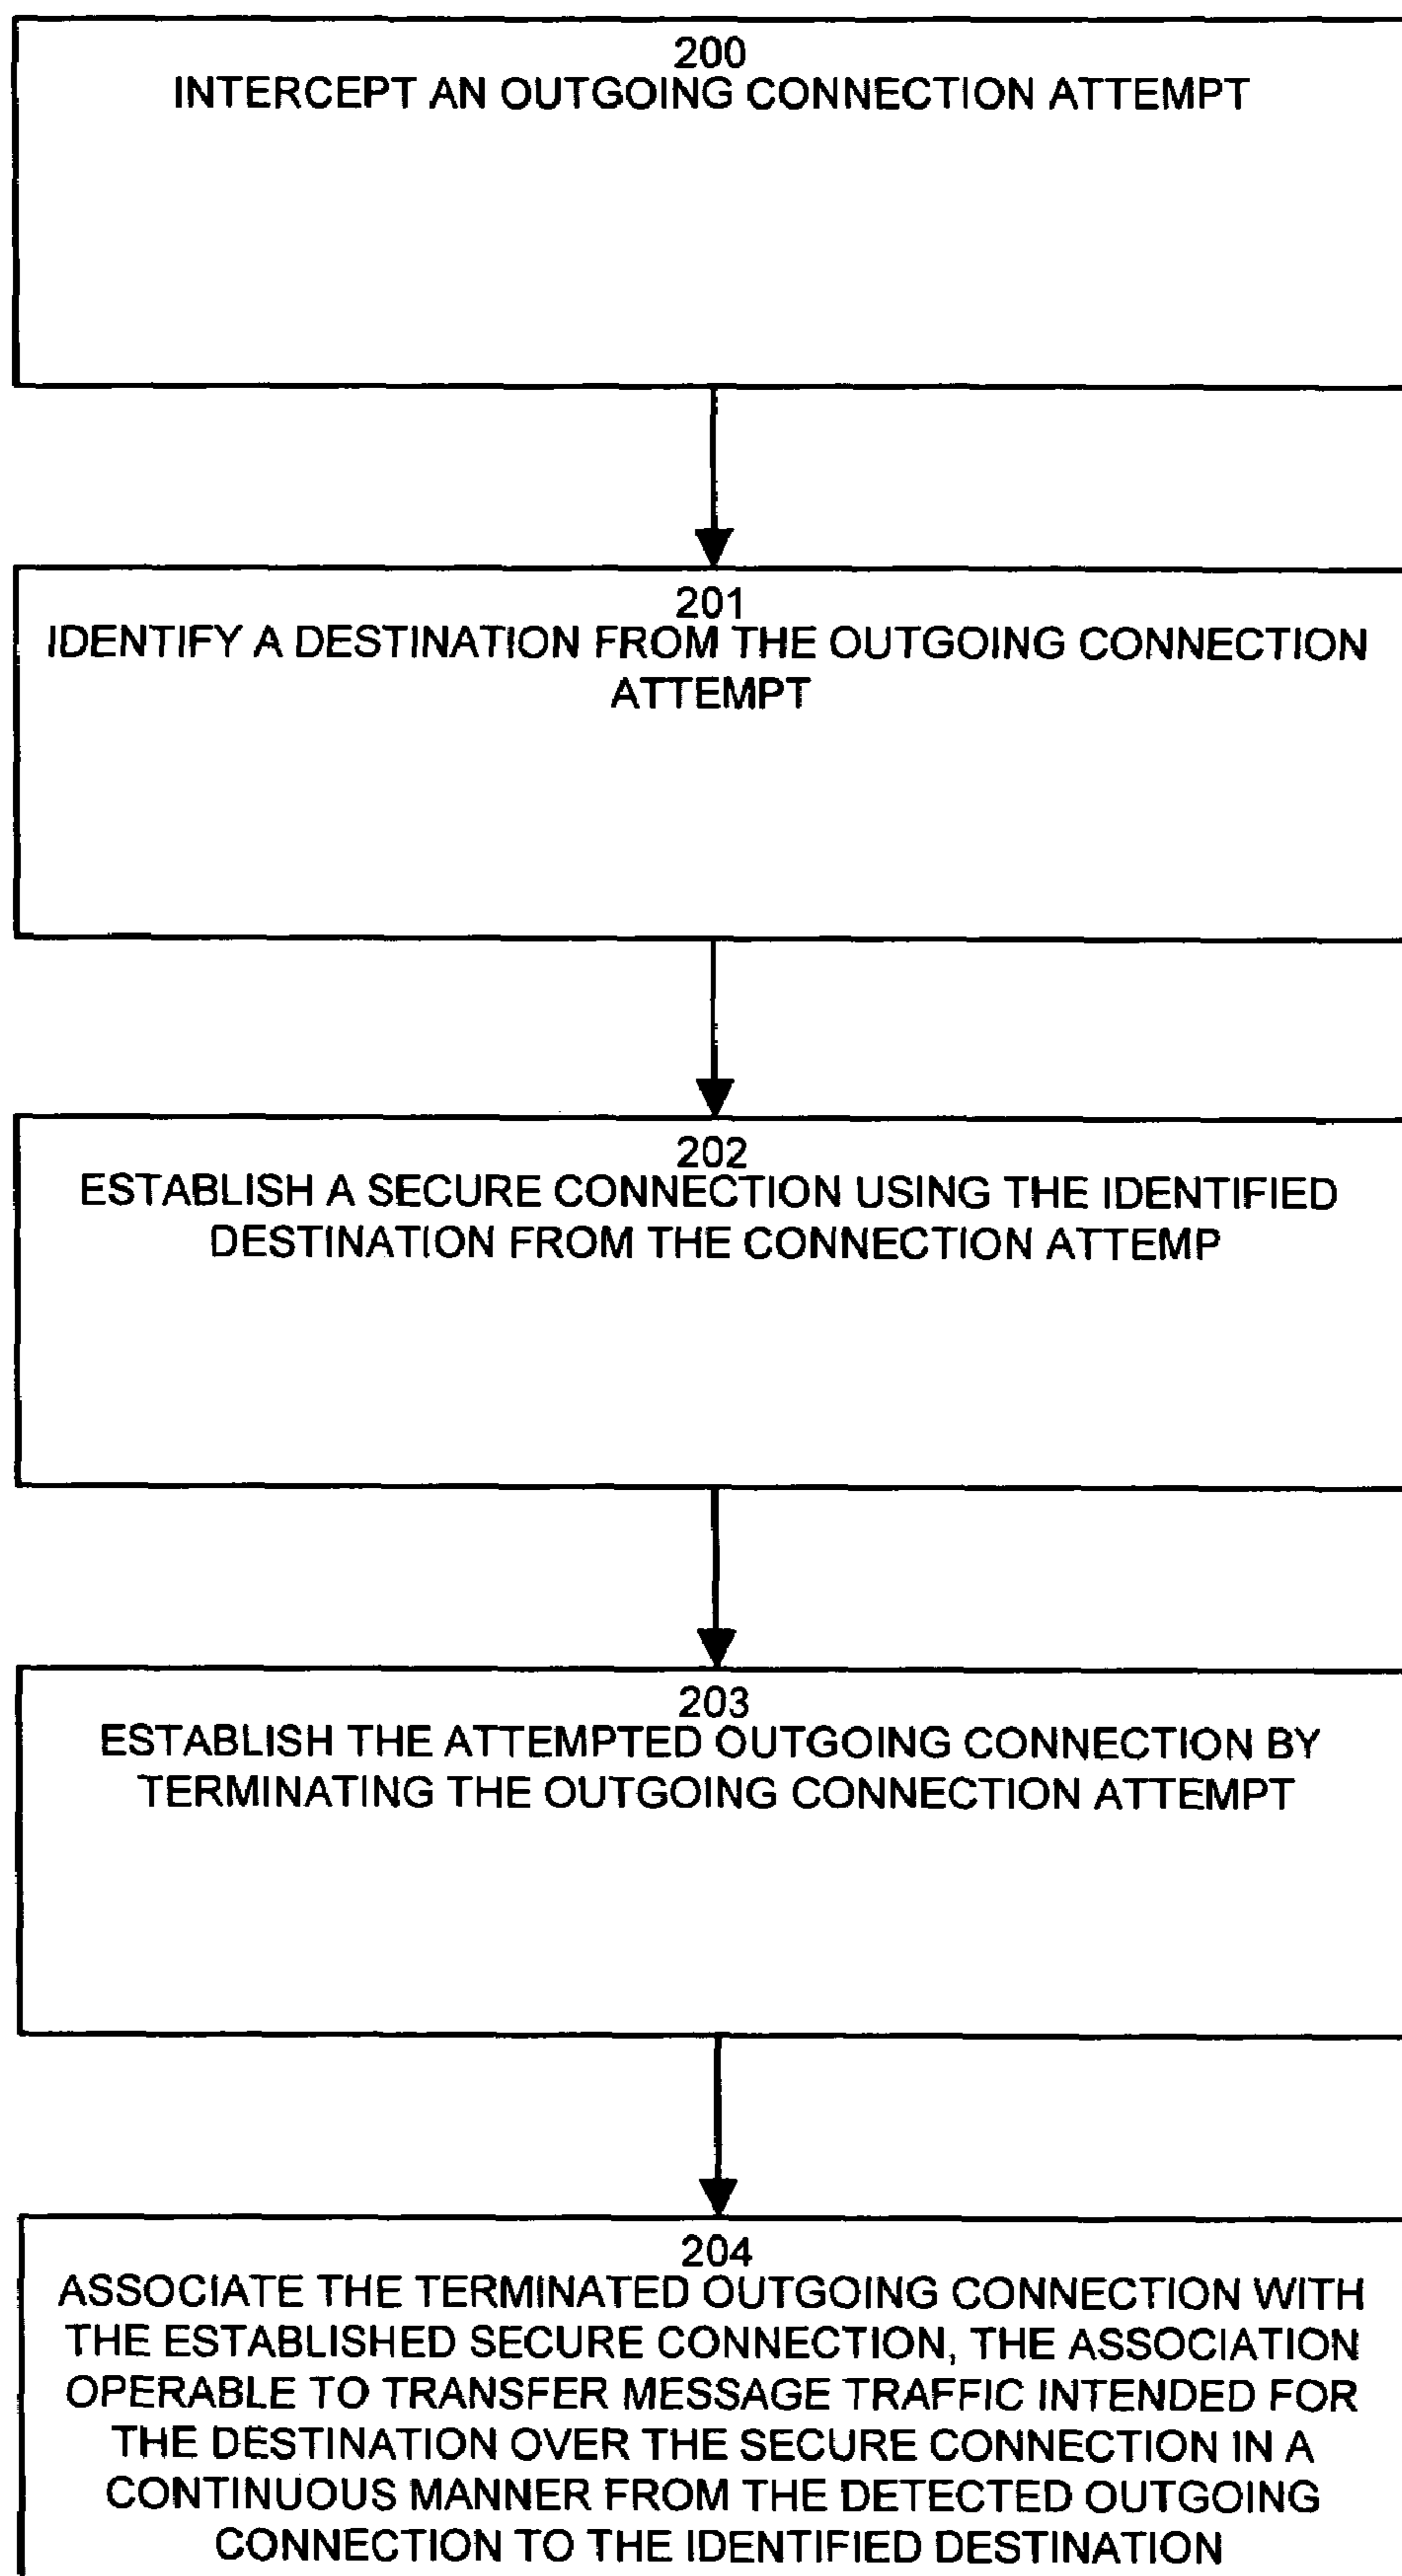 200
INTERCEPT AN OUTGOING CONNECTION ATTEMPT
201
IDENTIFY A DESTINATION FROM THE OUTGOING CONNECTION
ATTEMPT
202
ESTABLISH A SECURE CONNECTION USING THE IDENTIFIED
DESTINATION FROM THE CONNECTION ATTEMP
203
ESTABLISH THE ATTEMPTED OUTGOING CONNECTION BY
TERMINATING THE OUTGOING CONNECTION ATTEMPT
204
ASSOCIATE THE TERMINATED OUTGOING CONNECTION WITH
THE ESTABLISHED SECURE CONNECTION, THE ASSOCIATION
OPERABLE TO TRANSFER MESSAGE TRAFFIC INTENDED FOR
THE DESTINATION OVER THE SECURE CONNECTION IN A
CONTINUOUS MANNER FROM THE DETECTED OUTGOING
CONNECTION TO THE IDENTIFIED DESTINATION